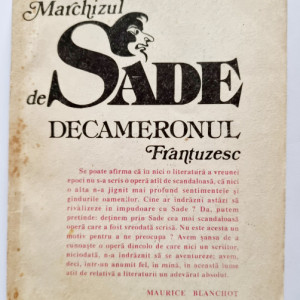 Marchizul
de SADE
DECAMERONUL
Franțuzesc
Se poate afirma că în nici o literatură a vreunei
epoci nu s-a scris o operă atît de scandaloasă, că nici
o alta n-a jignit mai profund sentimentele și
gîndurile oamenilor. Cine ar îndrăzni astăzi să
rivalizeze în impudoare cu Sade ? Da, putem
pretinde: deținem prin Sade cea mai scandaloasă
operă care a fost vreodată scrisă. Nu este acesta un
motiv pentru a ne preocupa ? Avem șansa de a
cunoaște o operă dincolo de care nici un scriitor,
niciodată, n-a îndrăznit să se aventureze; avem,
deci, într-un anumit fel, în mînă, în această lume
atît de relativă a literaturii un adevărat absolut.
MAURICE BLANCHOT